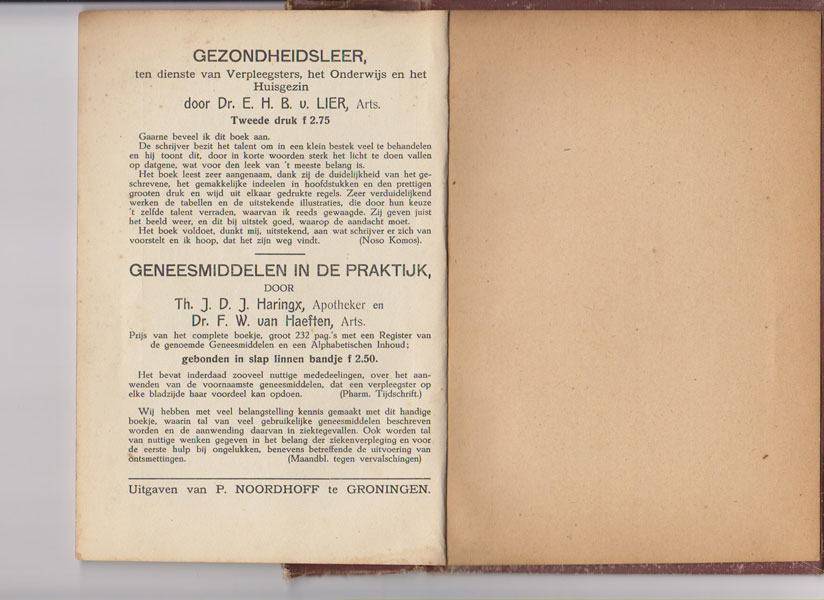 GEZONDHEIDSLEER,
ten dienste van Verpleegsters, het Onderwijs en het
Huisgezin
door Dr. E. H. B. v. LIER, Arts.
Tweede druk f 2.75
Gaarne beveel ik dit boek aan.
De schrijver bezit het talent om in een klein bestek veel te behandelen
en hij toont dit, door in korte woorden sterk het licht te doen vallen
op datgene, wat voor den leek van 't meeste belang is.
Het boek leest zeer aangenaam, dank zij de duidelijkheid van het ge-
schrevene, het gemakkelijke indeelen in hoofdstukken en den prettigen
grooten druk en wijd uit elkaar gedrukte regels. Zeer verduidelijkend
werken de tabellen en de uitstekende illustraties, die door hun keuze
't zelfde talent verraden, waarvan ik reeds gewaagde. Zij geven juist
het beeld weer, en dit bij uitstek goed, waarop de aandacht moet.
Het boek voldoet, dunkt mij, uitstekend, aan wat schrijver er zich van
voorstelt en ik hoop, dat het zijn weg vindt. (Noso Komos).
GENEESMIDDELEN IN DE PRAKTIJK,
DOOR
Th. J. D. J. Haringx, Apotheker en
Dr. F. W. van Haeften, Arts.
Prijs van het complete boekje, groot 232 pag.'s met een Register van
de genoemde Geneesmiddelen en een Alphabetischen Inhoud;
gebonden in slap linnen bandje f 2.50.
Het bevat inderdaad zooveel nuttige mededeelingen, over het aan-
wenden van de voornaamste geneesmiddelen, dat een verpleegster op
elke bladzijde haar voordeel kan opdoen. (Pharm. Tijdschrift.)
Wij hebben met veel belangstelling kennis gemaakt met dit handige
boekje, waarin tal van veel gebruikelijke geneesmiddelen beschreven
worden en de aanwending daarvan in ziektegevallen. Ook worden tal
van nuttige wenken gegeven in het belang der ziekenverpleging en voor
de eerste hulp bij ongelukken, benevens betreffende de uitvoering van
ontsmettingen. (Maandbl. tegen vervalschingen)
Uitgaven van P. NOORDHOFF te GRONINGEN.